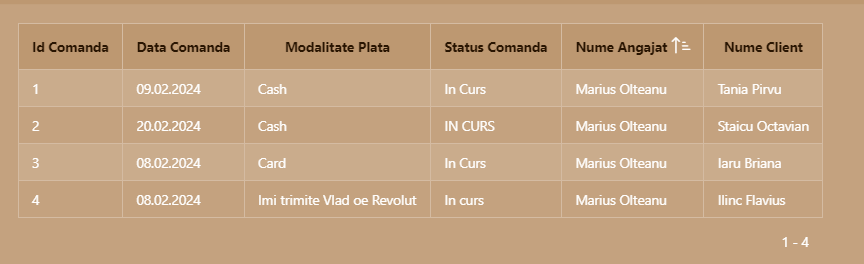 Id Comanda Data Comanda Modalitate Plata Status Comanda Nume Angajat Nume Client
1 09.02.2024 Cash In Curs Marius Olteanu Tania Pirvu
2 20.02.2024 Cash IN CURS Marius Olteanu Staicu Octavian
3 08.02.2024 Card In Curs Marius Olteanu Iaru Briana
4 08.02.2024 Imi trimite Vlad oe Revolut In curs Marius Olteanu Ilinc Flavius
1 - 4